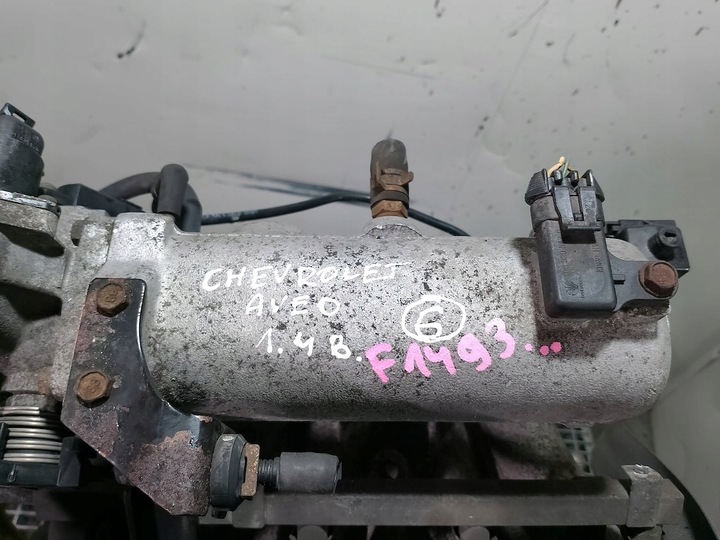 CHEVROLET
AVEO
6
1.4 B.
F1493...